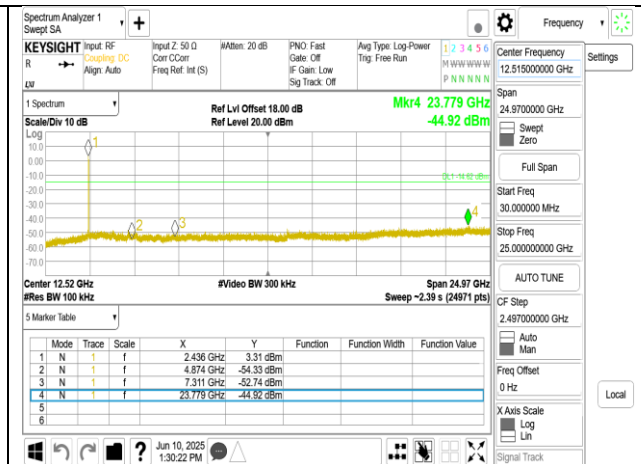 Spectrum Analyzer 1
Swept SA
Frequency
KEYSIGHT
R
LXI
Input: RF
Coupling: DC
Align: Auto
Input Z: 50 Ω
Corr CCorr
Freq Ref: Int (S)
#Atten: 20 dB
PNO: Fast
Gate: Off
IF Gain: Low
Sig Track: Off
Avg Type: Log-Power
Trig: Free Run
1 2 3 4 5 6
M W W W W W
P N N N N N
1 Spectrum
Scale/Div 10 dB
Ref Lvl Offset 18.00 dB
Ref Level 20.00 dBm
Mkr4 23.779 GHz
-44.92 dBm
Log
10.0
0.00
-10.0
-20.0
-30.0
-40.0
-50.0
-60.0
-70.0
1
2
3
4
DL1 -14.62 dBm
Center 12.52 GHz
#Res BW 100 kHz
#Video BW 300 kHz
Span 24.97 GHz
Sweep ~2.39 s (24971 pts)
5 Marker Table
Mode Trace Scale X Y Function Function Width Function Value
1 N 1 f 2.436 GHz 3.31 dBm
2 N 1 f 4.874 GHz -54.33 dBm
3 N 1 f 7.311 GHz -52.74 dBm
4 N 1 f 23.779 GHz -44.92 dBm
5
6
Jun 10, 2025
1:30:22 PM
Center Frequency
12.515000000 GHz
Settings
Span
24.9700000 GHz
Swept
Zero
Full Span
Start Freq
30.000000 MHz
Stop Freq
25.000000000 GHz
AUTO TUNE
CF Step
2.497000000 GHz
Auto
Man
Freq Offset
0 Hz
Local
X Axis Scale
Log
Lin
Signal Track